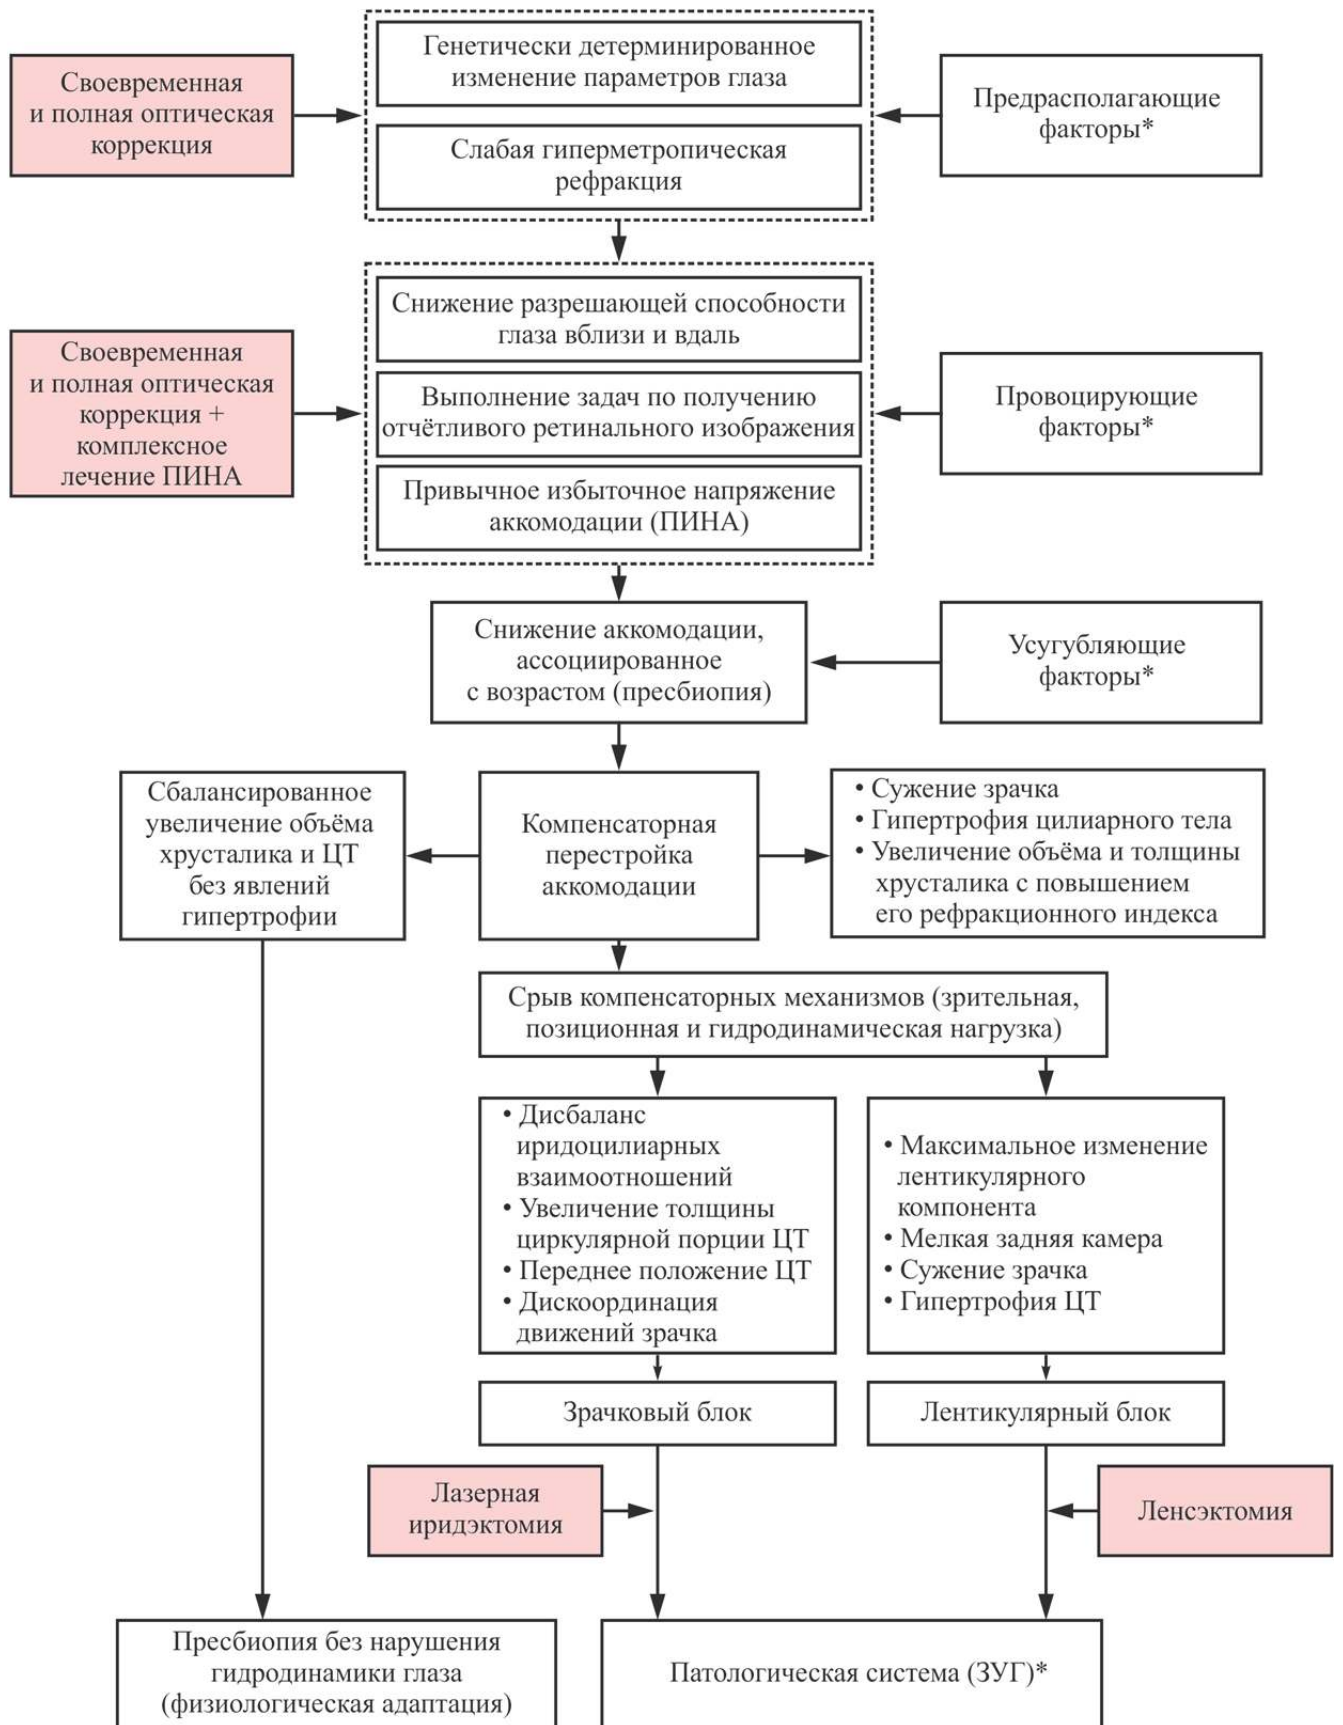 Генетически детерминированное
изменение параметров глаза
Своевременная
и полная оптическая
коррекция
Предрасполагающие
факторы*
Слабая гиперметропическая
рефракция
Снижение разрешающей способности
глаза вблизи и вдаль
Своевременная
и полная оптическая
коррекция +
комплексное
лечение ПИНА
Выполнение задач по получению
отчётливого ретинального изображения
Провоцирующие
факторы*
Привычное избыточное напряжение
аккомодации (ПИНА)
Снижение аккомодации,
ассоциированное
с возрастом (пресбиопия)
Усугубляющие
факторы*
Сбалансированное
увеличение объёма
хрусталика и ЦТ
без явлений
гипертрофии
Компенсаторная
перестройка
аккомодации
• Сужение зрачка
• Гипертрофия цилиарного тела
• Увеличение объёма и толщины
хрусталика с повышением
его рефракционного индекса
Срыв компенсаторных механизмов (зрительная,
позиционная и гидродинамическая нагрузка)
• Дисбаланс
иридоцилиарных
взаимоотношений
• Увеличение толщины
циркулярной порции ЦТ
• Переднее положение ЦТ
• Дискоординация
движений зрачка
• Максимальное изменение
лентикулярного
компонента
• Мелкая задняя камера
• Сужение зрачка
• Гипертрофия ЦТ
Зрачковый блок
Лентикулярный блок
Лазерная
иридэктомия
Ленсэктомия
Пресбиопия без нарушения
гидродинамики глаза
(физиологическая адаптация)
Патологическая система (ЗУГ)*